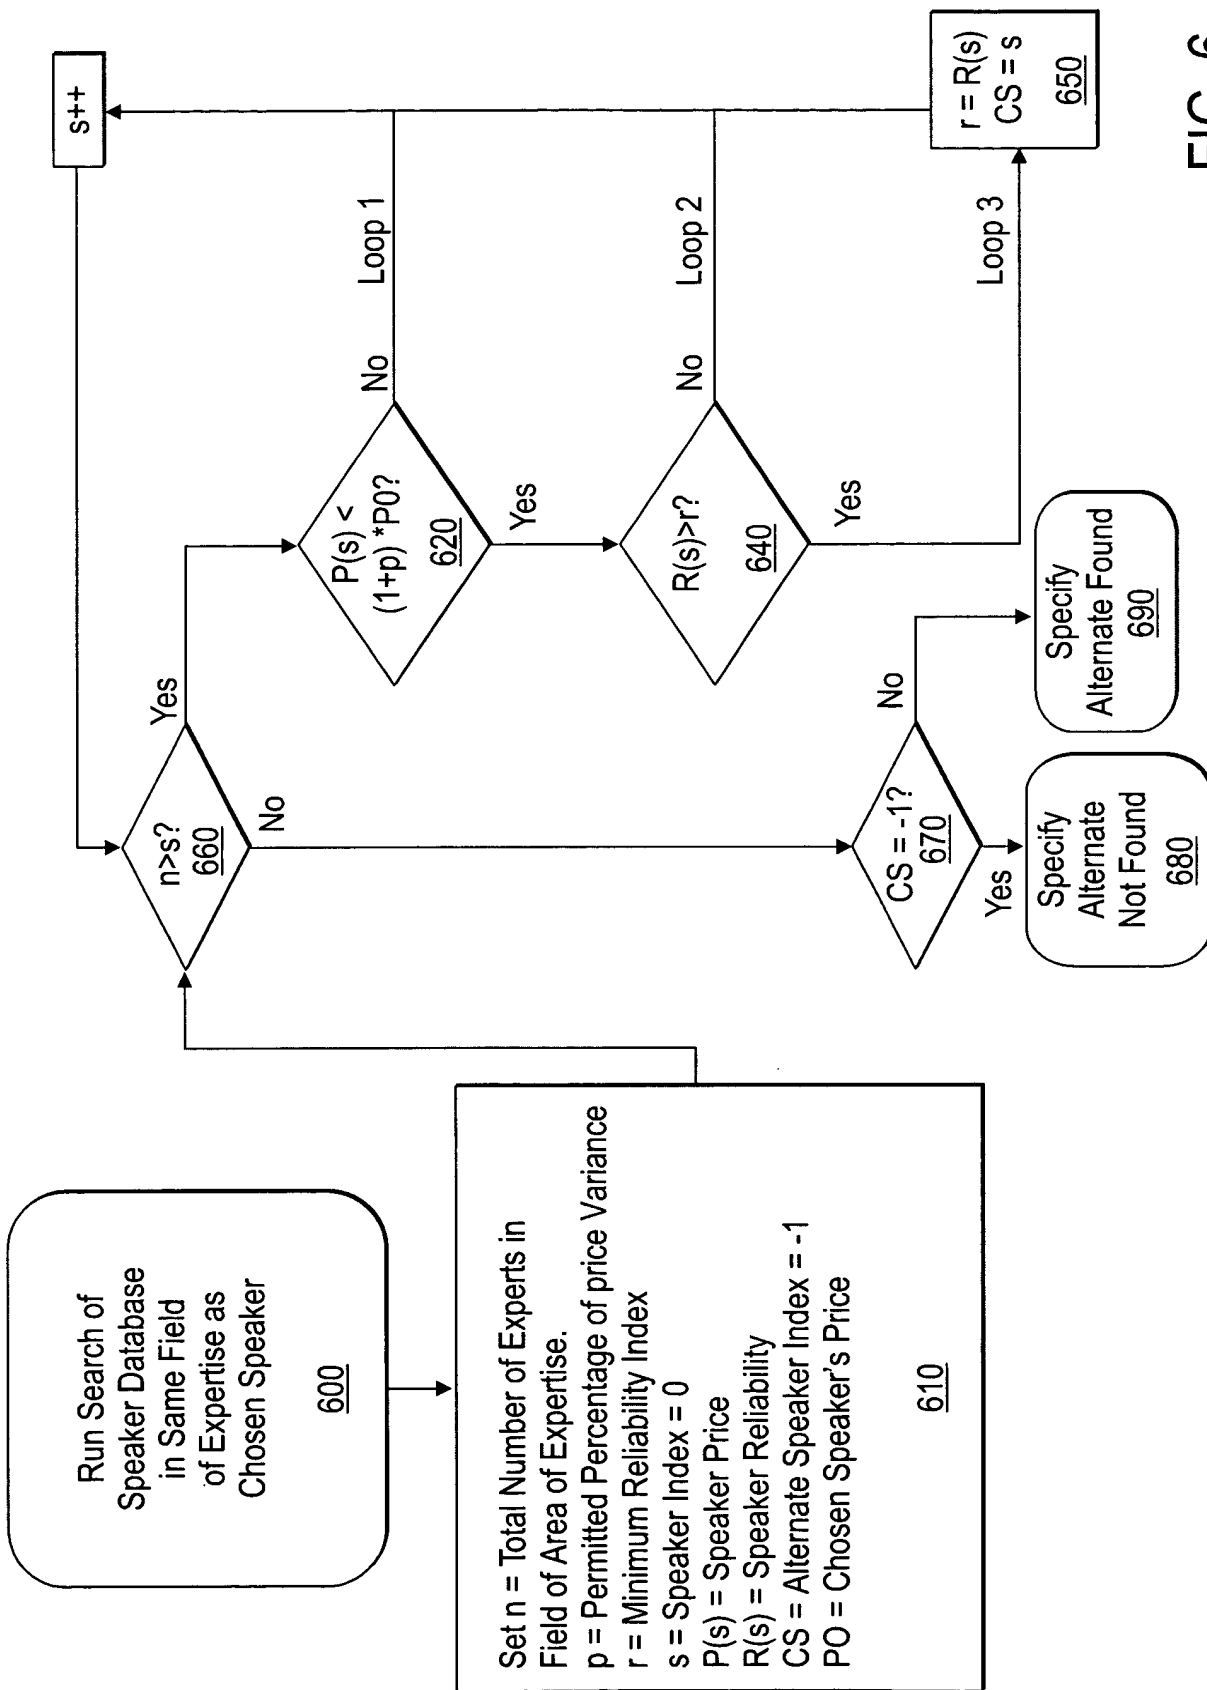 Run Search of
Speaker Database
in Same Field
of Expertise as
Chosen Speaker
600
Set n = Total Number of Experts in
Field of Area of Expertise.
p = Permitted Percentage of price Variance
r = Minimum Reliability Index
s = Speaker Index = 0
P(s) = Speaker Price
R(s) = Speaker Reliability
CS = Alternate Speaker Index = -1
PO = Chosen Speaker's Price
610
n>s?
660
Yes
No
s++
P(s) <
(1+p) *P0?
620
No
Loop 1
Yes
R(s)>r?
640
No
Loop 2
Yes
Loop 3
r = R(s)
CS = s
650
CS = -1?
670
No
Yes
Specify
Alternate
Not Found
680
Specify
Alternate Found
690
FIG. 6